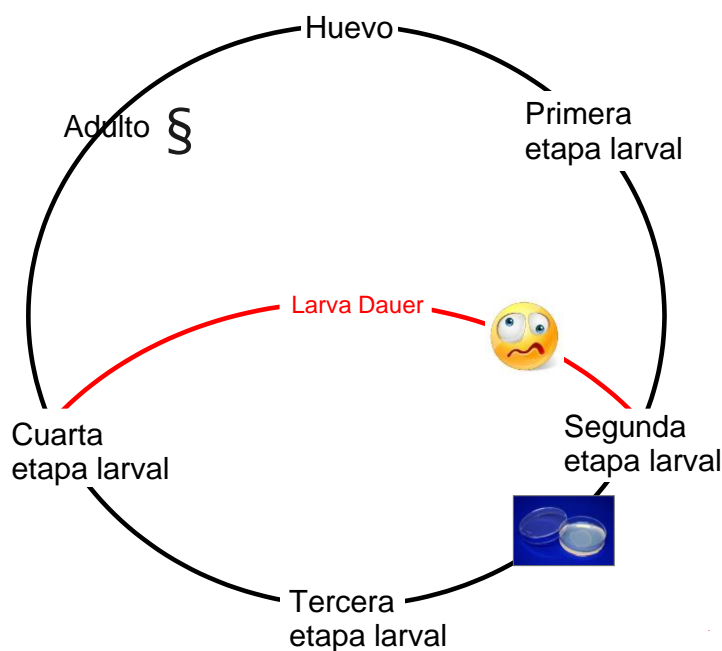 Huevo
Primera
etapa larval
Adulto §
Larva Dauer
Cuarta
etapa larval
Segunda
etapa larval
Tercera
etapa larval